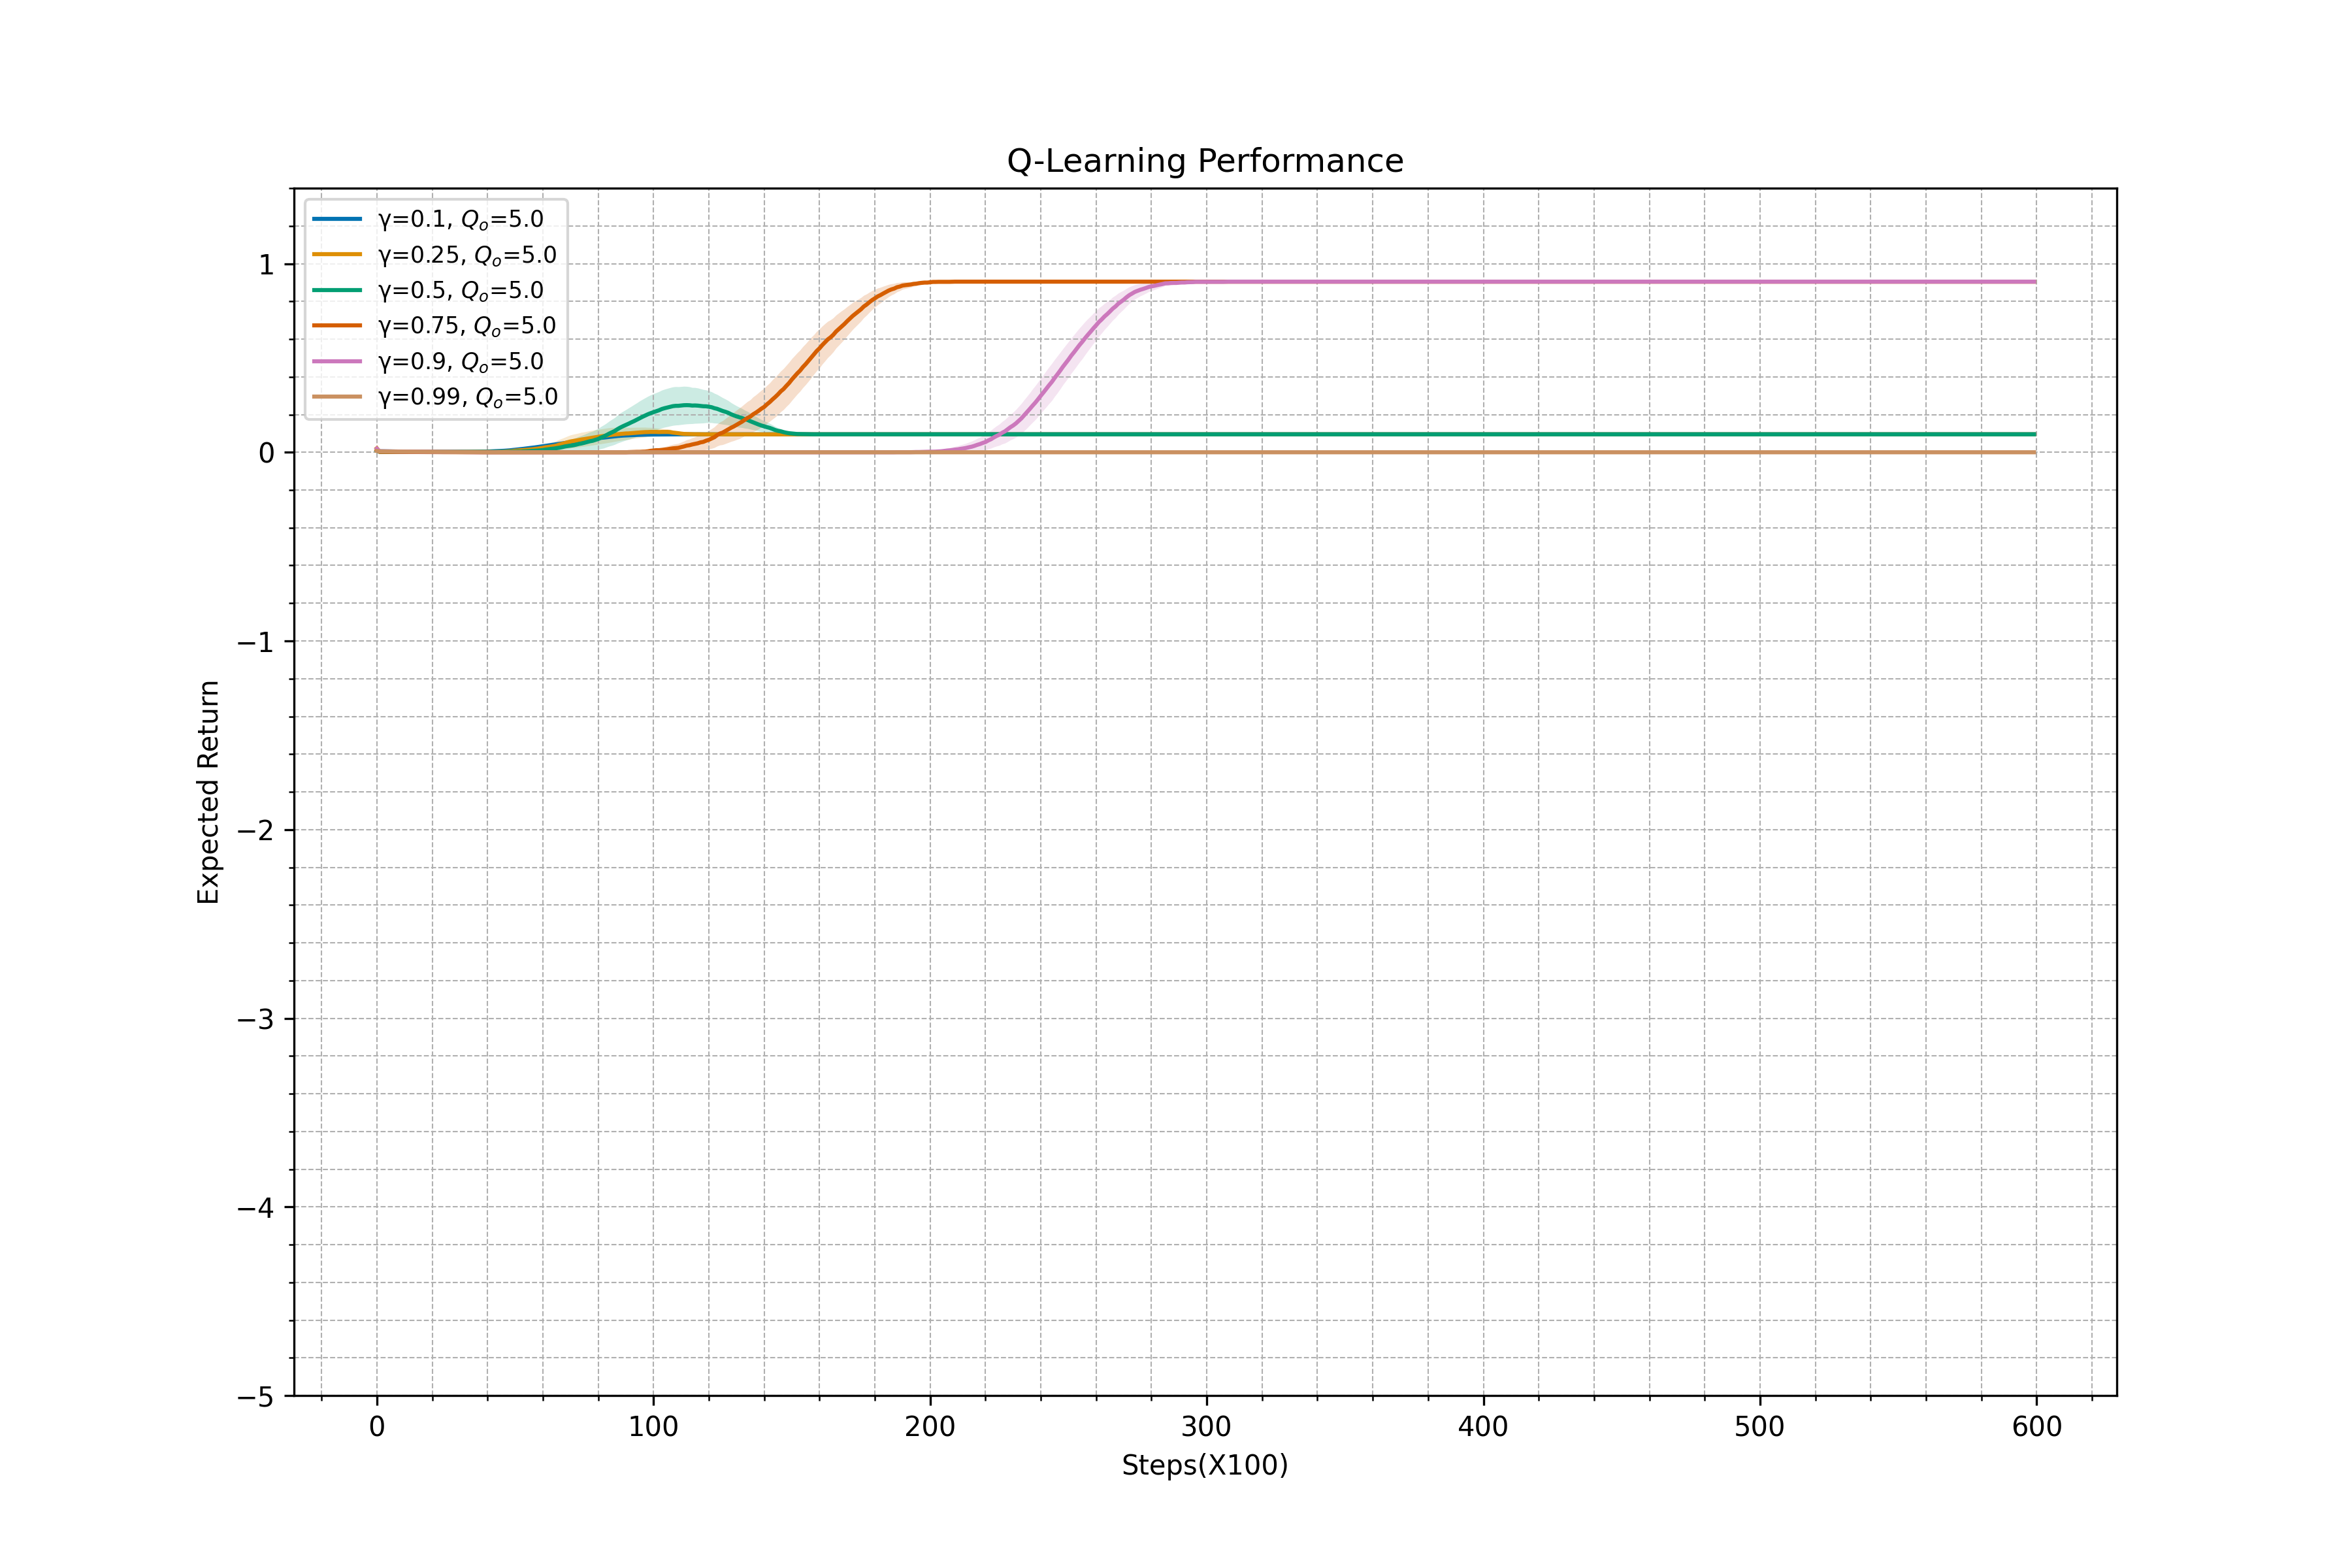 Q-Learning Performance
γ=0.1, Qₒ=5.0
γ=0.25, Qₒ=5.0
γ=0.5, Qₒ=5.0
γ=0.75, Qₒ=5.0
γ=0.9, Qₒ=5.0
γ=0.99, Qₒ=5.0
1
0
−1
−2
−3
−4
−5
Expected Return
0 100 200 300 400 500 600
Steps(X100)